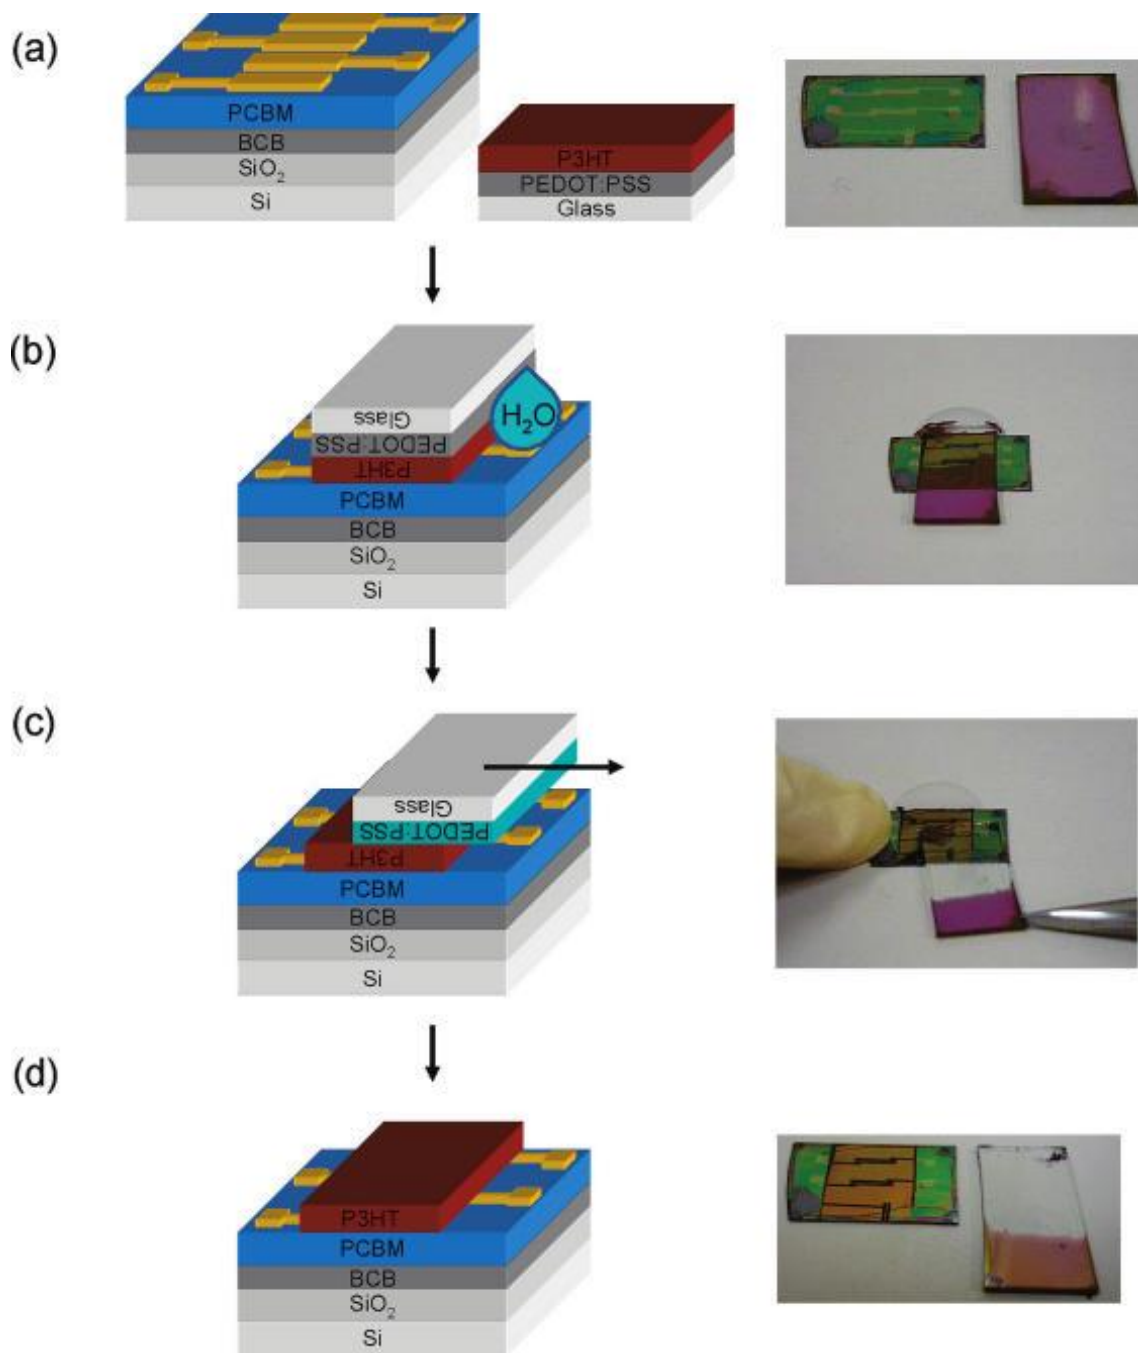 (a)
PCBM
BCB
SiO₂
Si
P3HT
PEDOT:PSS
Glass
(b)
H₂O
Glass
PEDOT:PSS
P3HT
PCBM
BCB
SiO₂
Si
(c)
Glass
PEDOT:PSS
P3HT
PCBM
BCB
SiO₂
Si
(d)
P3HT
PCBM
BCB
SiO₂
Si